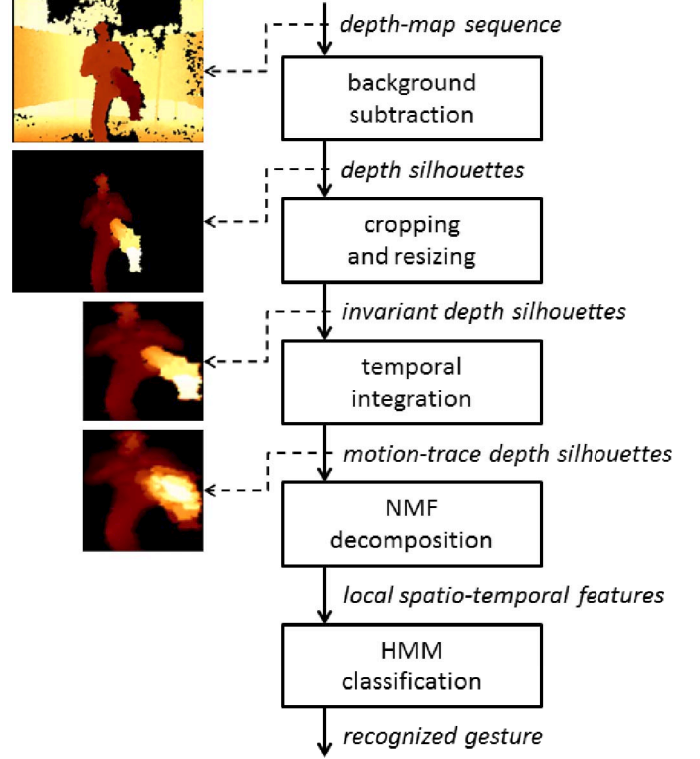 depth-map sequence
background
subtraction
depth silhouettes
cropping
and resizing
invariant depth silhouettes
temporal
integration
motion-trace depth silhouettes
NMF
decomposition
local spatio-temporal features
HMM
classification
recognized gesture